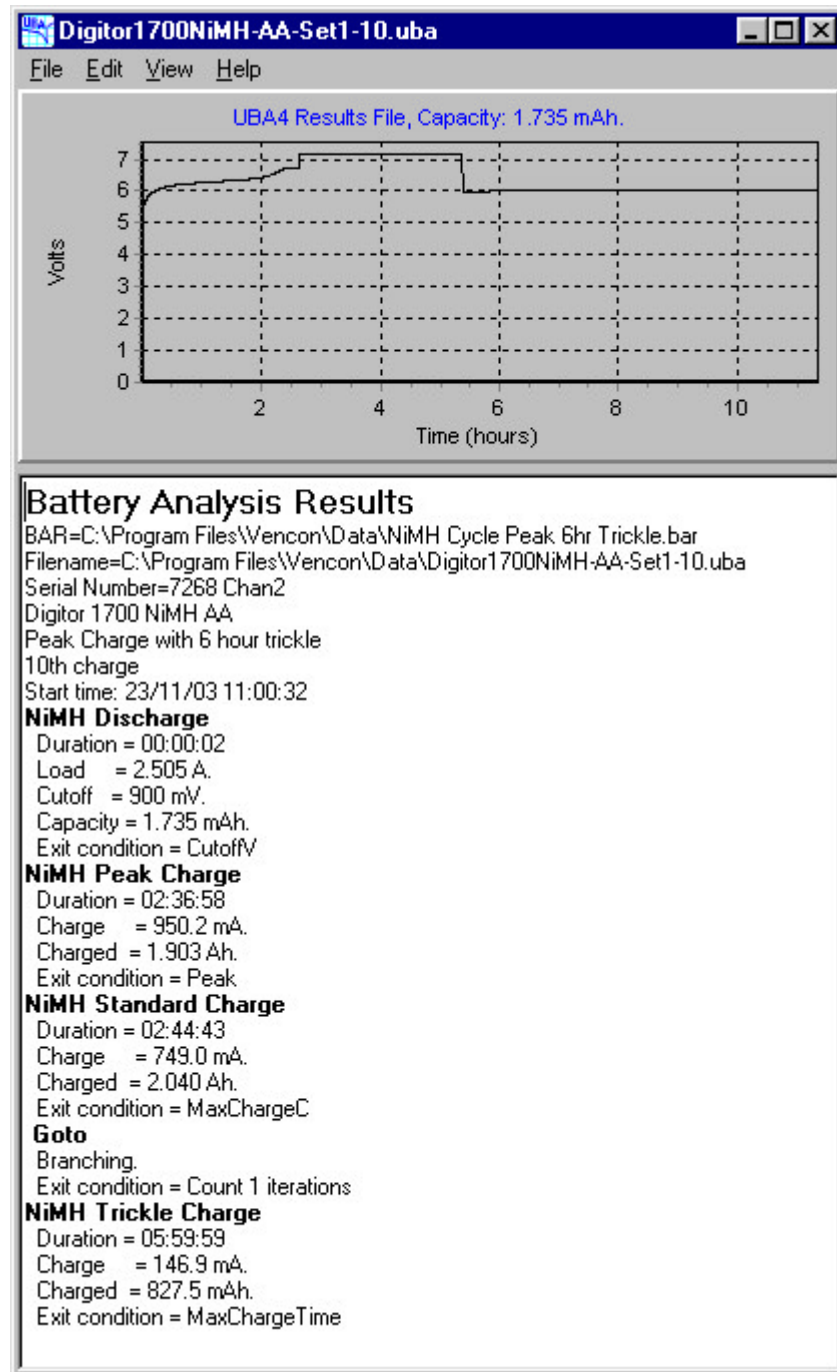 Digitor1700NiMH-AA-Set1-10.uba
File Edit View Help
UBA4 Results File, Capacity: 1.735 mAh.
Volts
7
6
5
4
3
2
1
0
2 4 6 8 10
Time (hours)
Battery Analysis Results
BAR=C:\Program Files\Vencon\Data\NiMH Cycle Peak 6hr Trickle.bar
Filename=C:\Program Files\Vencon\Data\Digitor1700NiMH-AA-Set1-10.uba
Serial Number=7268 Chan2
Digitor 1700 NiMH AA
Peak Charge with 6 hour trickle
10th charge
Start time: 23/11/03 11:00:32
NiMH Discharge
Duration = 00:00:02
Load = 2.505 A.
Cutoff = 900 mV.
Capacity = 1.735 mAh.
Exit condition = CutoffV
NiMH Peak Charge
Duration = 02:36:58
Charge = 950.2 mA.
Charged = 1.903 Ah.
Exit condition = Peak
NiMH Standard Charge
Duration = 02:44:43
Charge = 749.0 mA.
Charged = 2.040 Ah.
Exit condition = MaxChargeC
Goto
Branching.
Exit condition = Count 1 iterations
NiMH Trickle Charge
Duration = 05:59:59
Charge = 146.9 mA.
Charged = 827.5 mAh.
Exit condition = MaxChargeTime